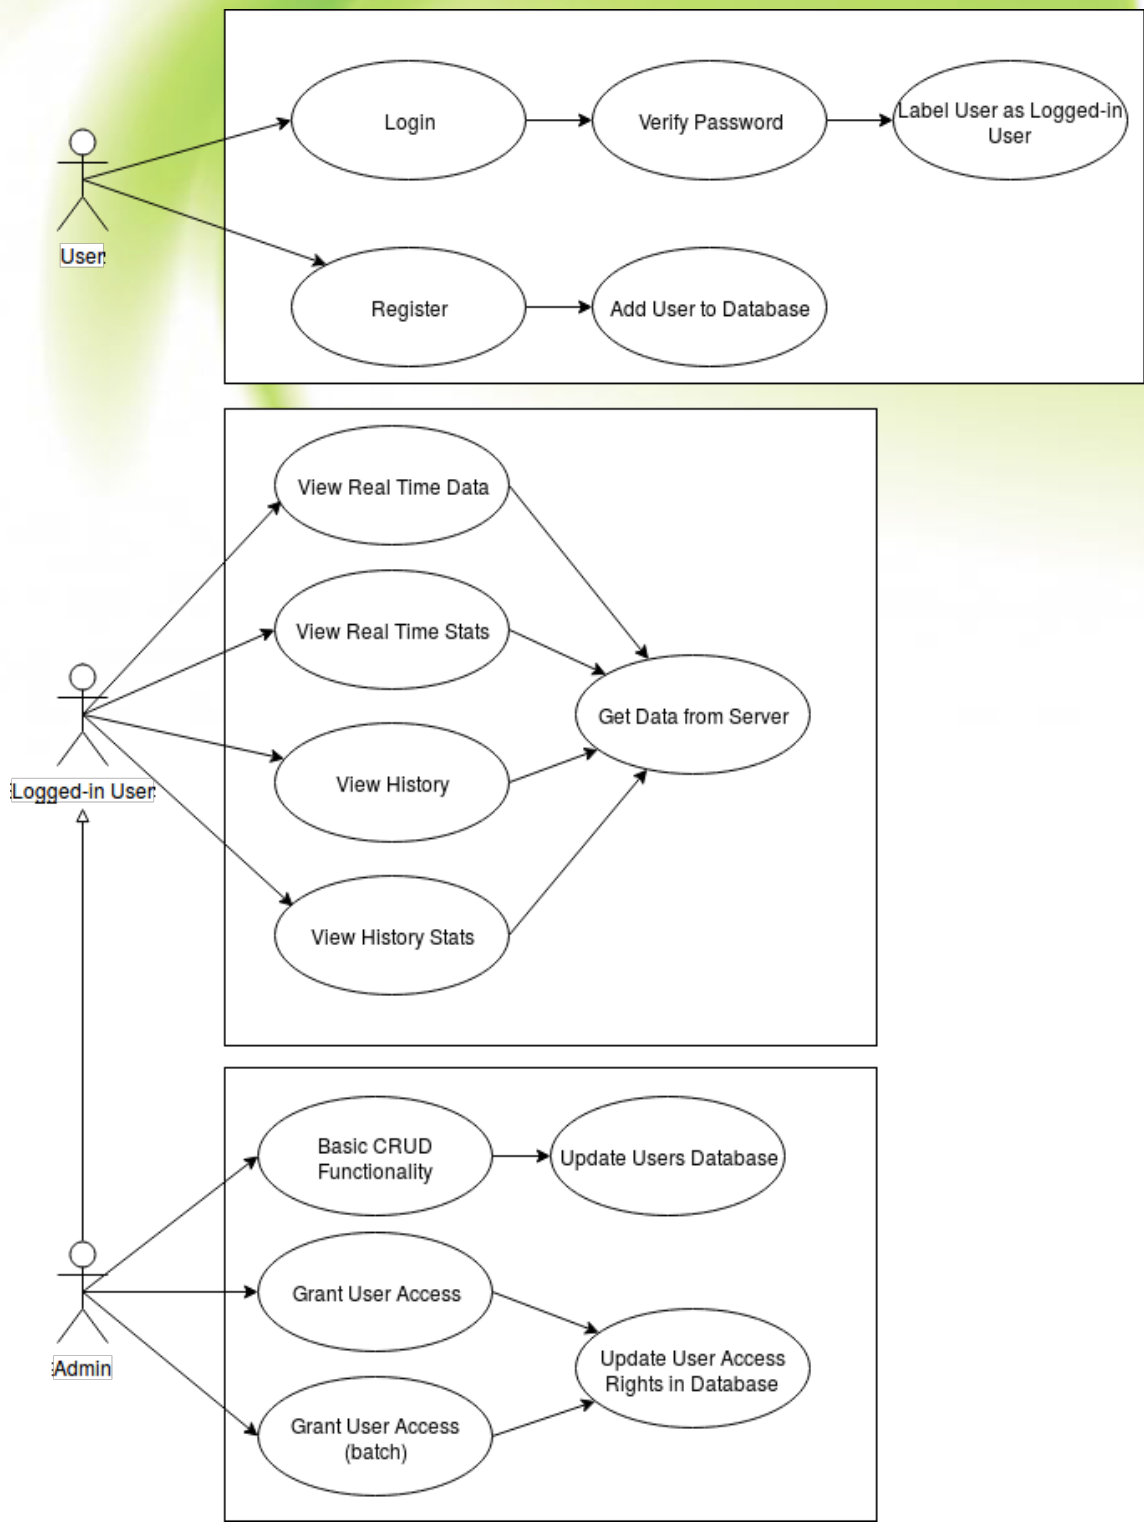 Login
Verify Password
Label User as Logged-in
User
User
Register
Add User to Database
View Real Time Data
View Real Time Stats
Get Data from Server
View History
Logged-in User
View History Stats
Basic CRUD
Functionality
Update Users Database
Grant User Access
Admin
Update User Access
Rights in Database
Grant User Access
(batch)